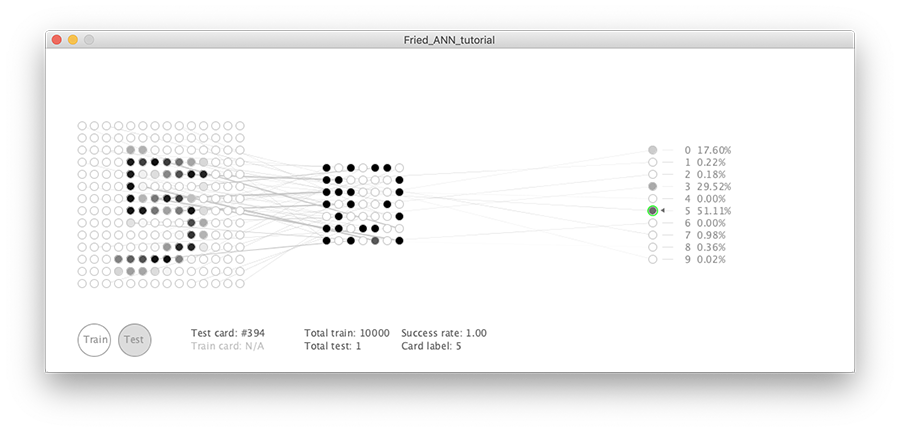 Fried_ANN_tutorial
0 17.60%
1 0.22%
2 0.18%
3 29.52%
4 0.00%
5 51.11%
6 0.00%
7 0.98%
8 0.36%
9 0.02%
Train Test
Test card: #394 Total train: 10000 Success rate: 1.00
Train card: N/A Total test: 1 Card label: 5